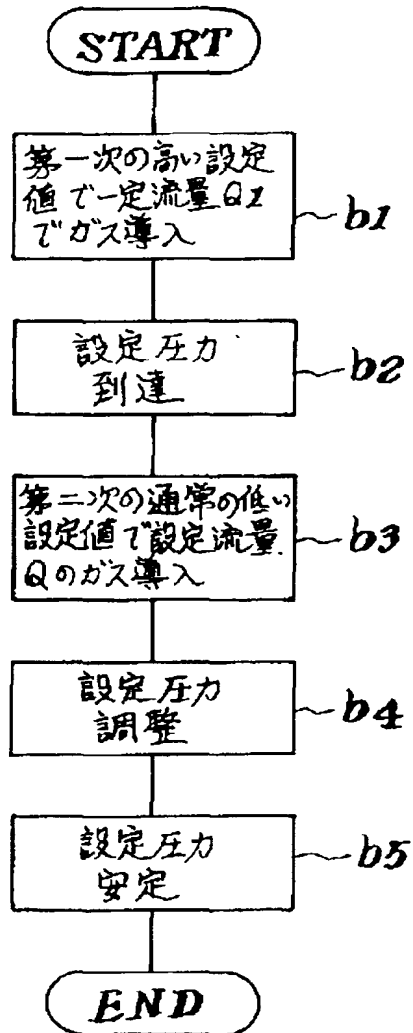 START
第一次の高い設定
値で一定流量Q1
でガス導入
b1
設定圧力
到達
b2
第二次の通常の低い
設定値で設定流量
Qのガス導入
b3
設定圧力
調整
b4
設定圧力
安定
b5
END